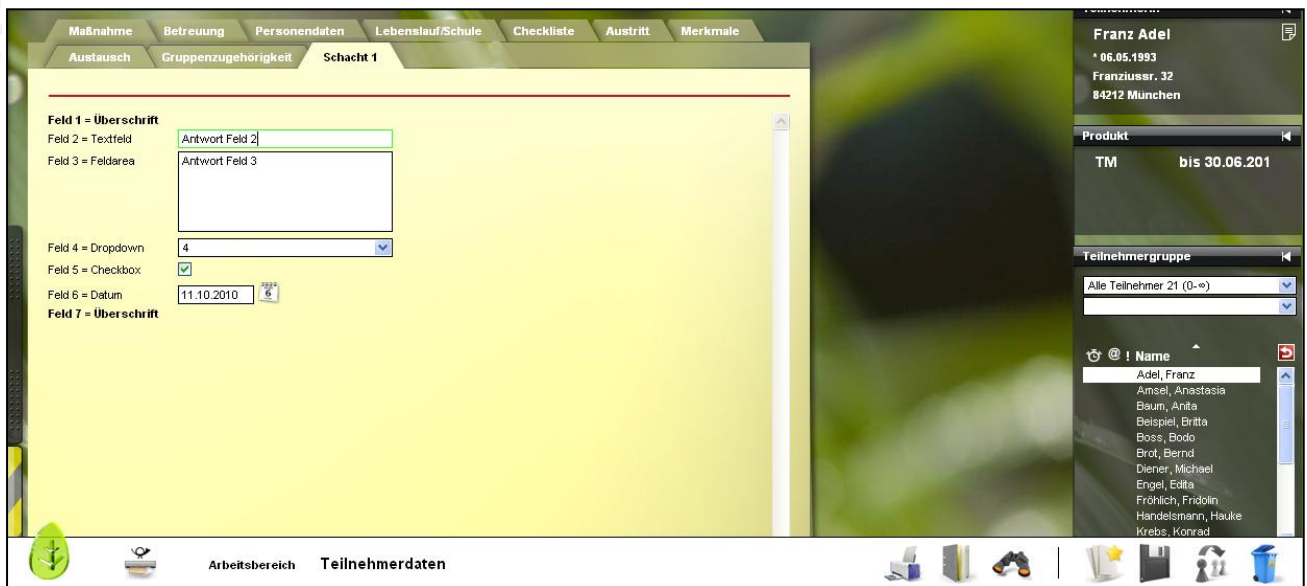 Maßnahme Betreuung Personendaten Lebenslauf/Schule Checkliste Austritt Merkmale
Austausch Gruppenzugehörigkeit Schacht 1
Feld 1 = Überschrift
Feld 2 = Textfeld Antwort Feld 2
Feld 3 = Feldarea Antwort Feld 3
Feld 4 = Dropdown 4
Feld 5 = Checkbox
Feld 6 = Datum 11.10.2010 6
Feld 7 = Überschrift
Franz Adel
* 06.05.1993
Franziussr. 32
84212 München
Produkt
TM bis 30.06.201
Teilnehmergruppe
Alle Teilnehmer 21 (0-∞)
@ ! Name
Adel, Franz
Amsel, Anastasia
Baum, Anita
Beispiel, Britta
Boss, Bodo
Brot, Bernd
Diener, Michael
Engel, Edita
Fröhlich, Fridolin
Handelsmann, Hauke
Krebs, Konrad
Arbeitsbereich Teilnehmerdaten